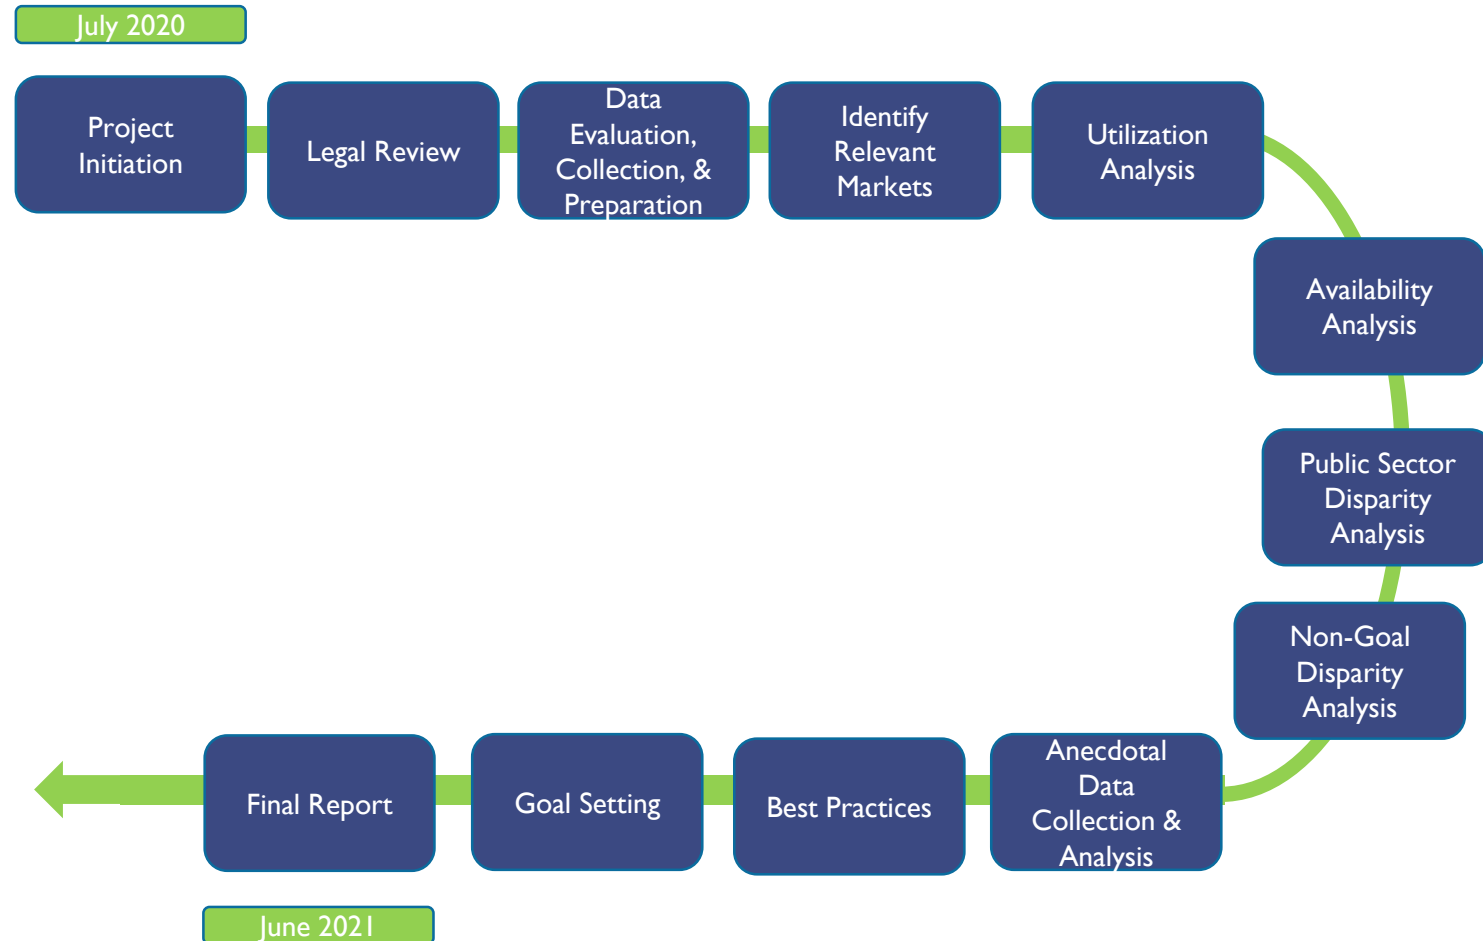 July 2020
Project
Initiation
Legal Review
Data
Evaluation,
Collection, &
Preparation
Identify
Relevant
Markets
Utilization
Analysis
Availability
Analysis
Public Sector
Disparity
Analysis
Non-Goal
Disparity
Analysis
Anecdotal
Data
Collection &
Analysis
Best Practices
Goal Setting
Final Report
June 2021